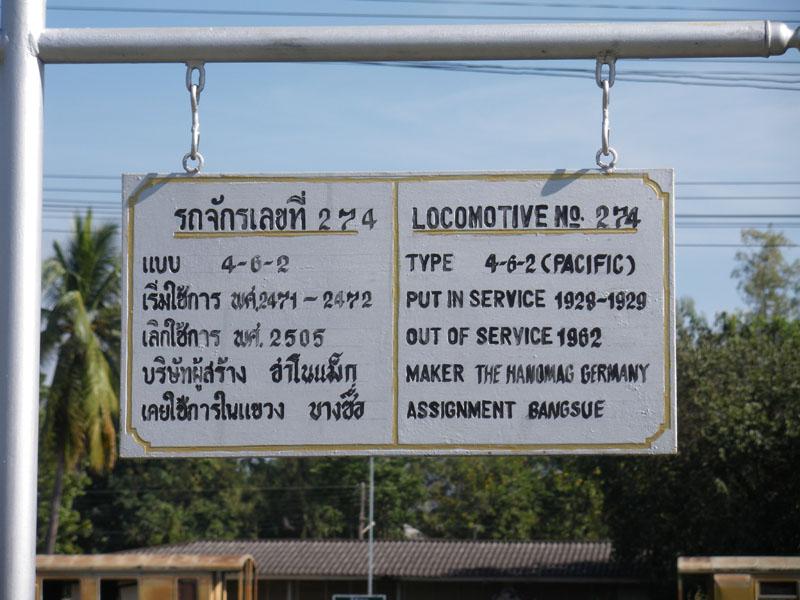 รถจักรเลขที่ 274
แบบ 4-6-2
เริ่มใช้การ พศ.2471-2472
เลิกใช้การ พศ. 2505
บริษัทผู้สร้าง ฮาโนแม็ก
เคยใช้การในแขวง บางซื่อ
LOCOMOTIVE No. 274
TYPE 4-6-2 (PACIFIC)
PUT IN SERVICE 1928-1929
OUT OF SERVICE 1962
MAKER THE HANOMAG GERMANY
ASSIGNMENT BANGSUE